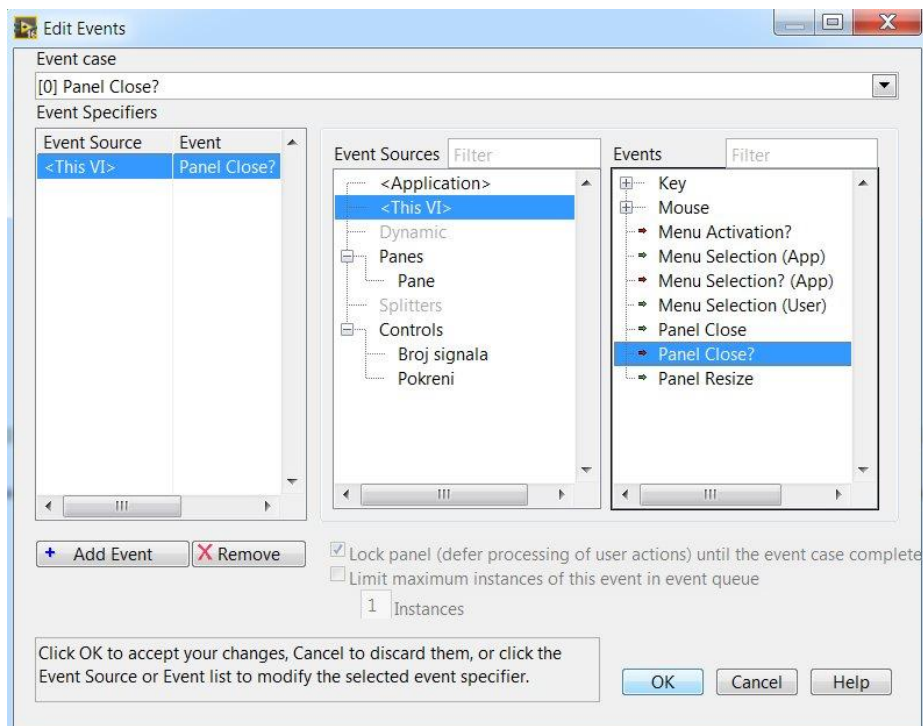 Edit Events
Event case
[0] Panel Close?
Event Specifiers
Event Source Event
<This VI> Panel Close?
Event Sources Filter
<Application>
<This VI>
Dynamic
Panes
Pane
Splitters
Controls
Broj signala
Pokreni
Events Filter
Key
Mouse
Menu Activation?
Menu Selection (App)
Menu Selection? (App)
Menu Selection (User)
Panel Close
Panel Close?
Panel Resize
+ Add Event
X Remove
Lock panel (defer processing of user actions) until the event case complete
Limit maximum instances of this event in event queue
1 Instances
Click OK to accept your changes, Cancel to discard them, or click the
Event Source or Event list to modify the selected event specifier.
OK Cancel Help